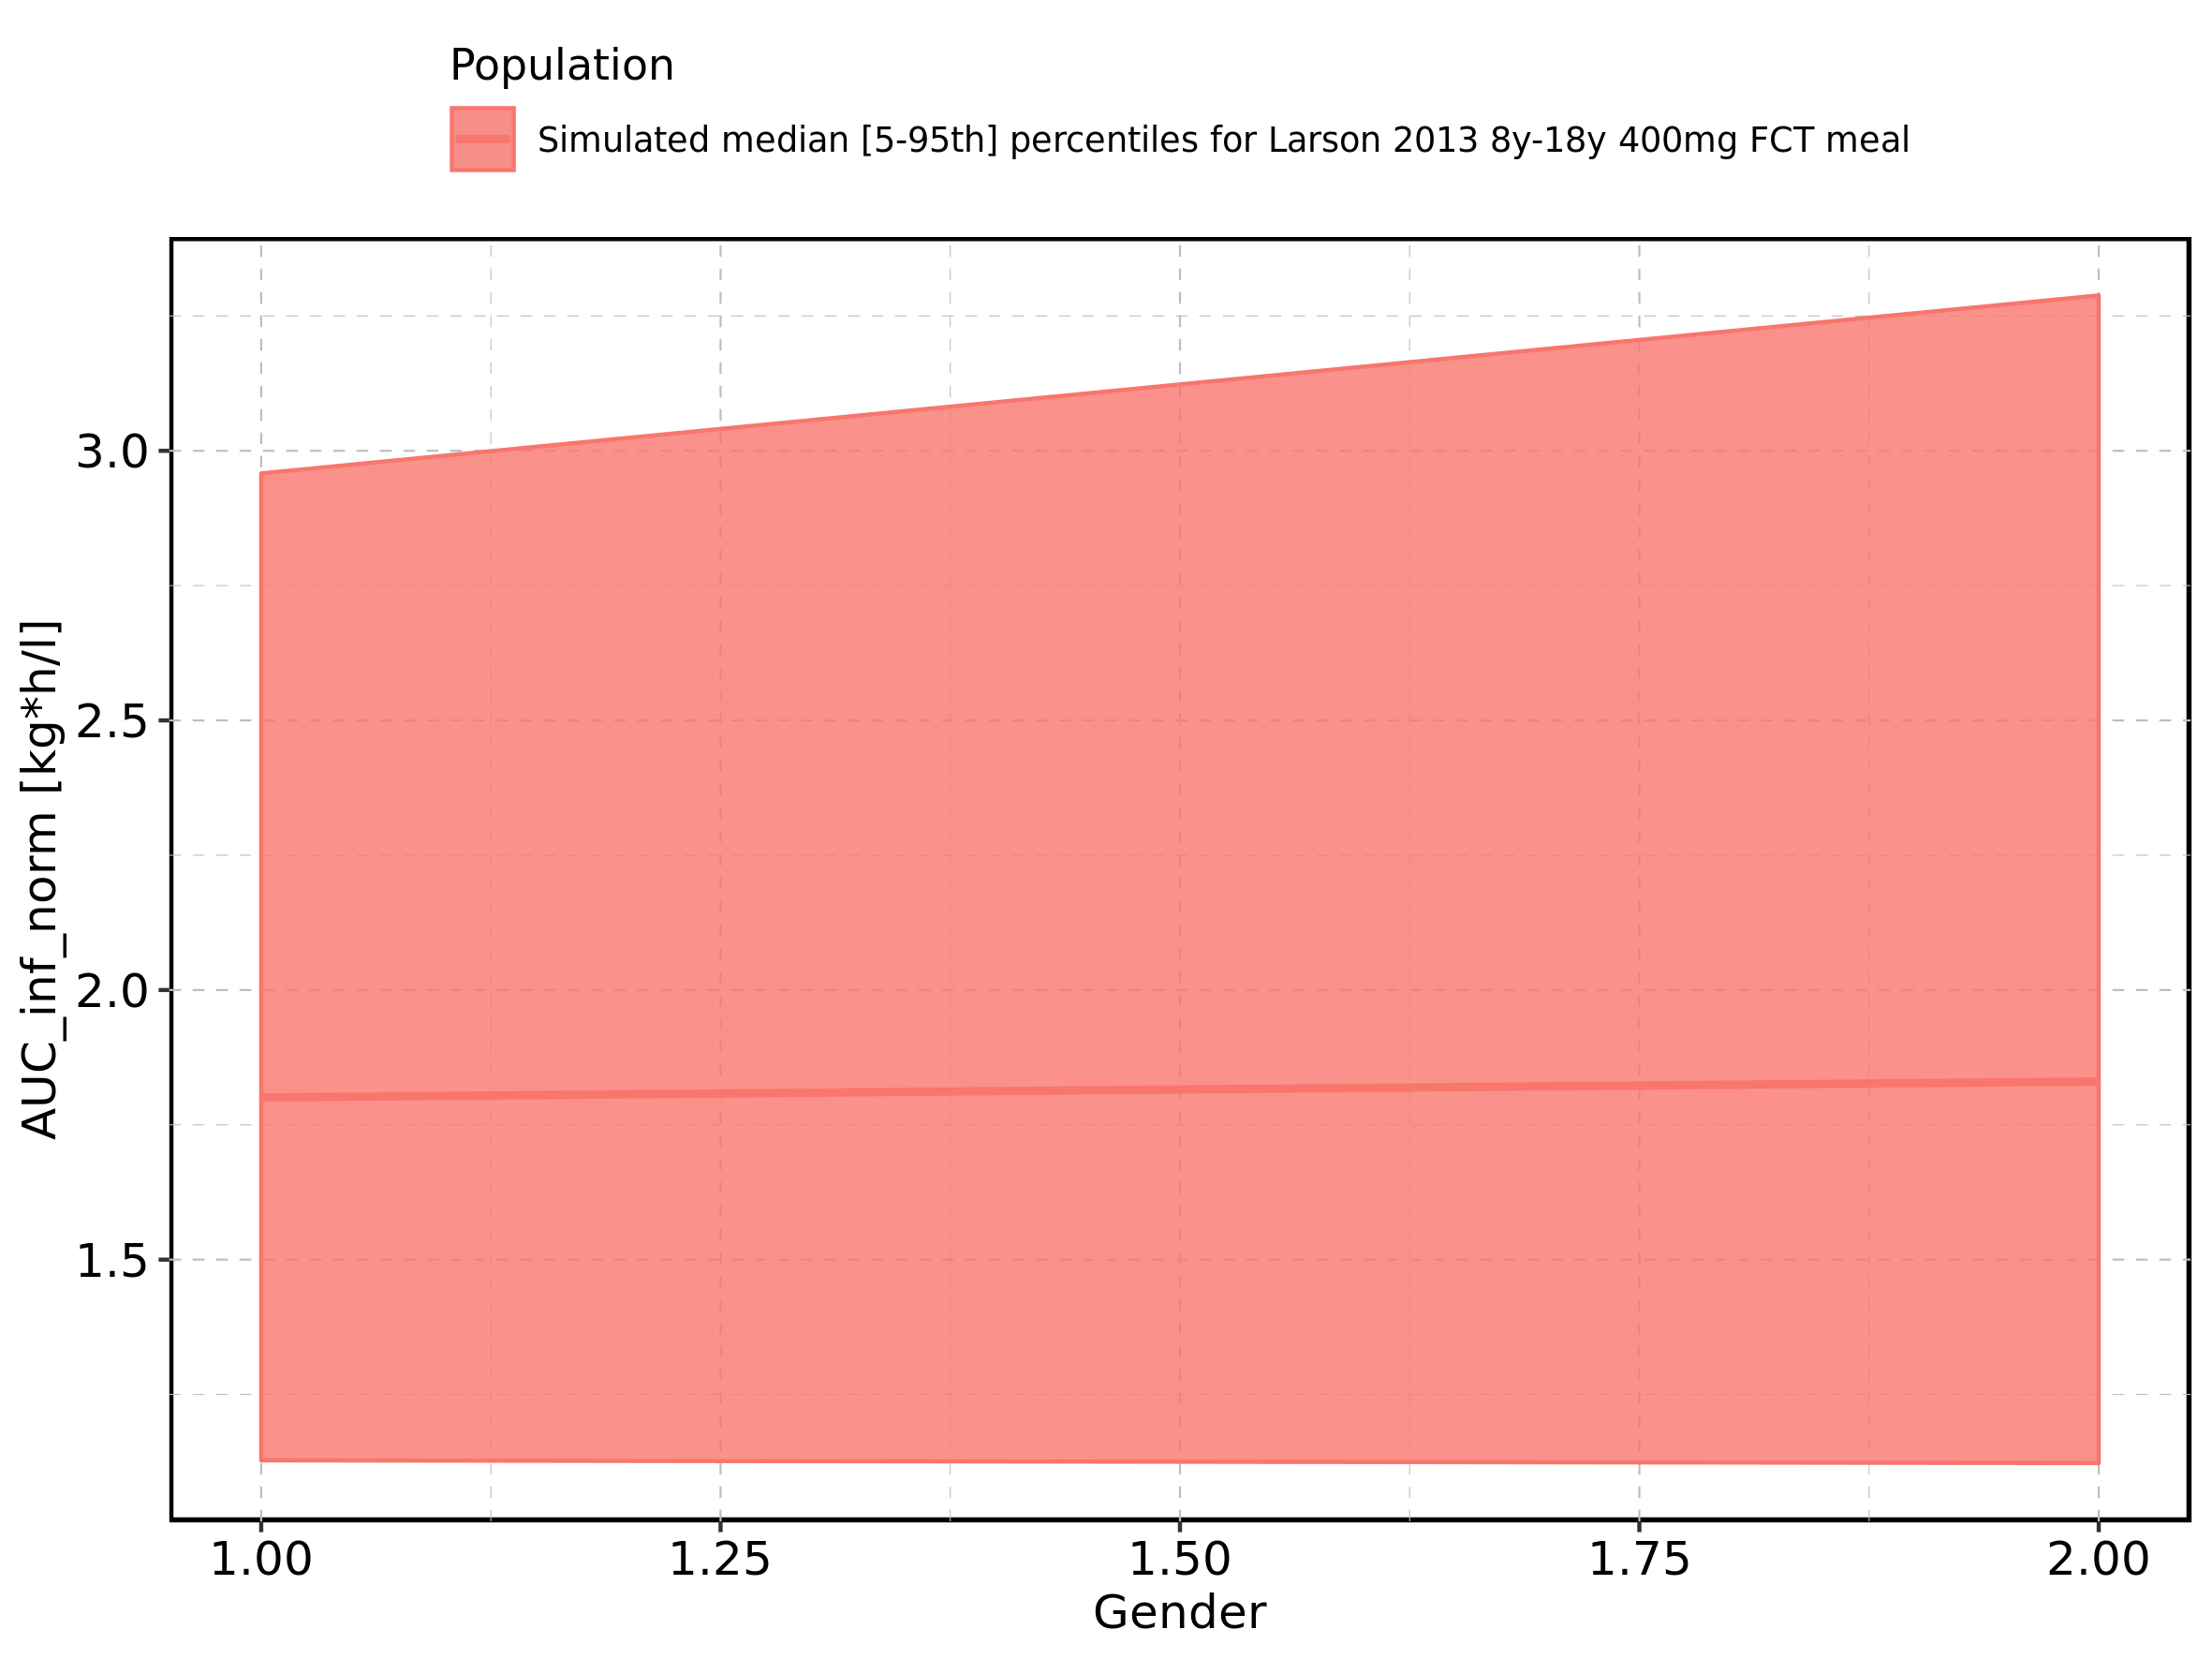 Population
Simulated median [5-95th] percentiles for Larson 2013 8y-18y 400mg FCT meal
AUC_inf_norm [kg*h/l]
3.0
2.5
2.0
1.5
1.00 1.25 1.50 1.75 2.00
Gender